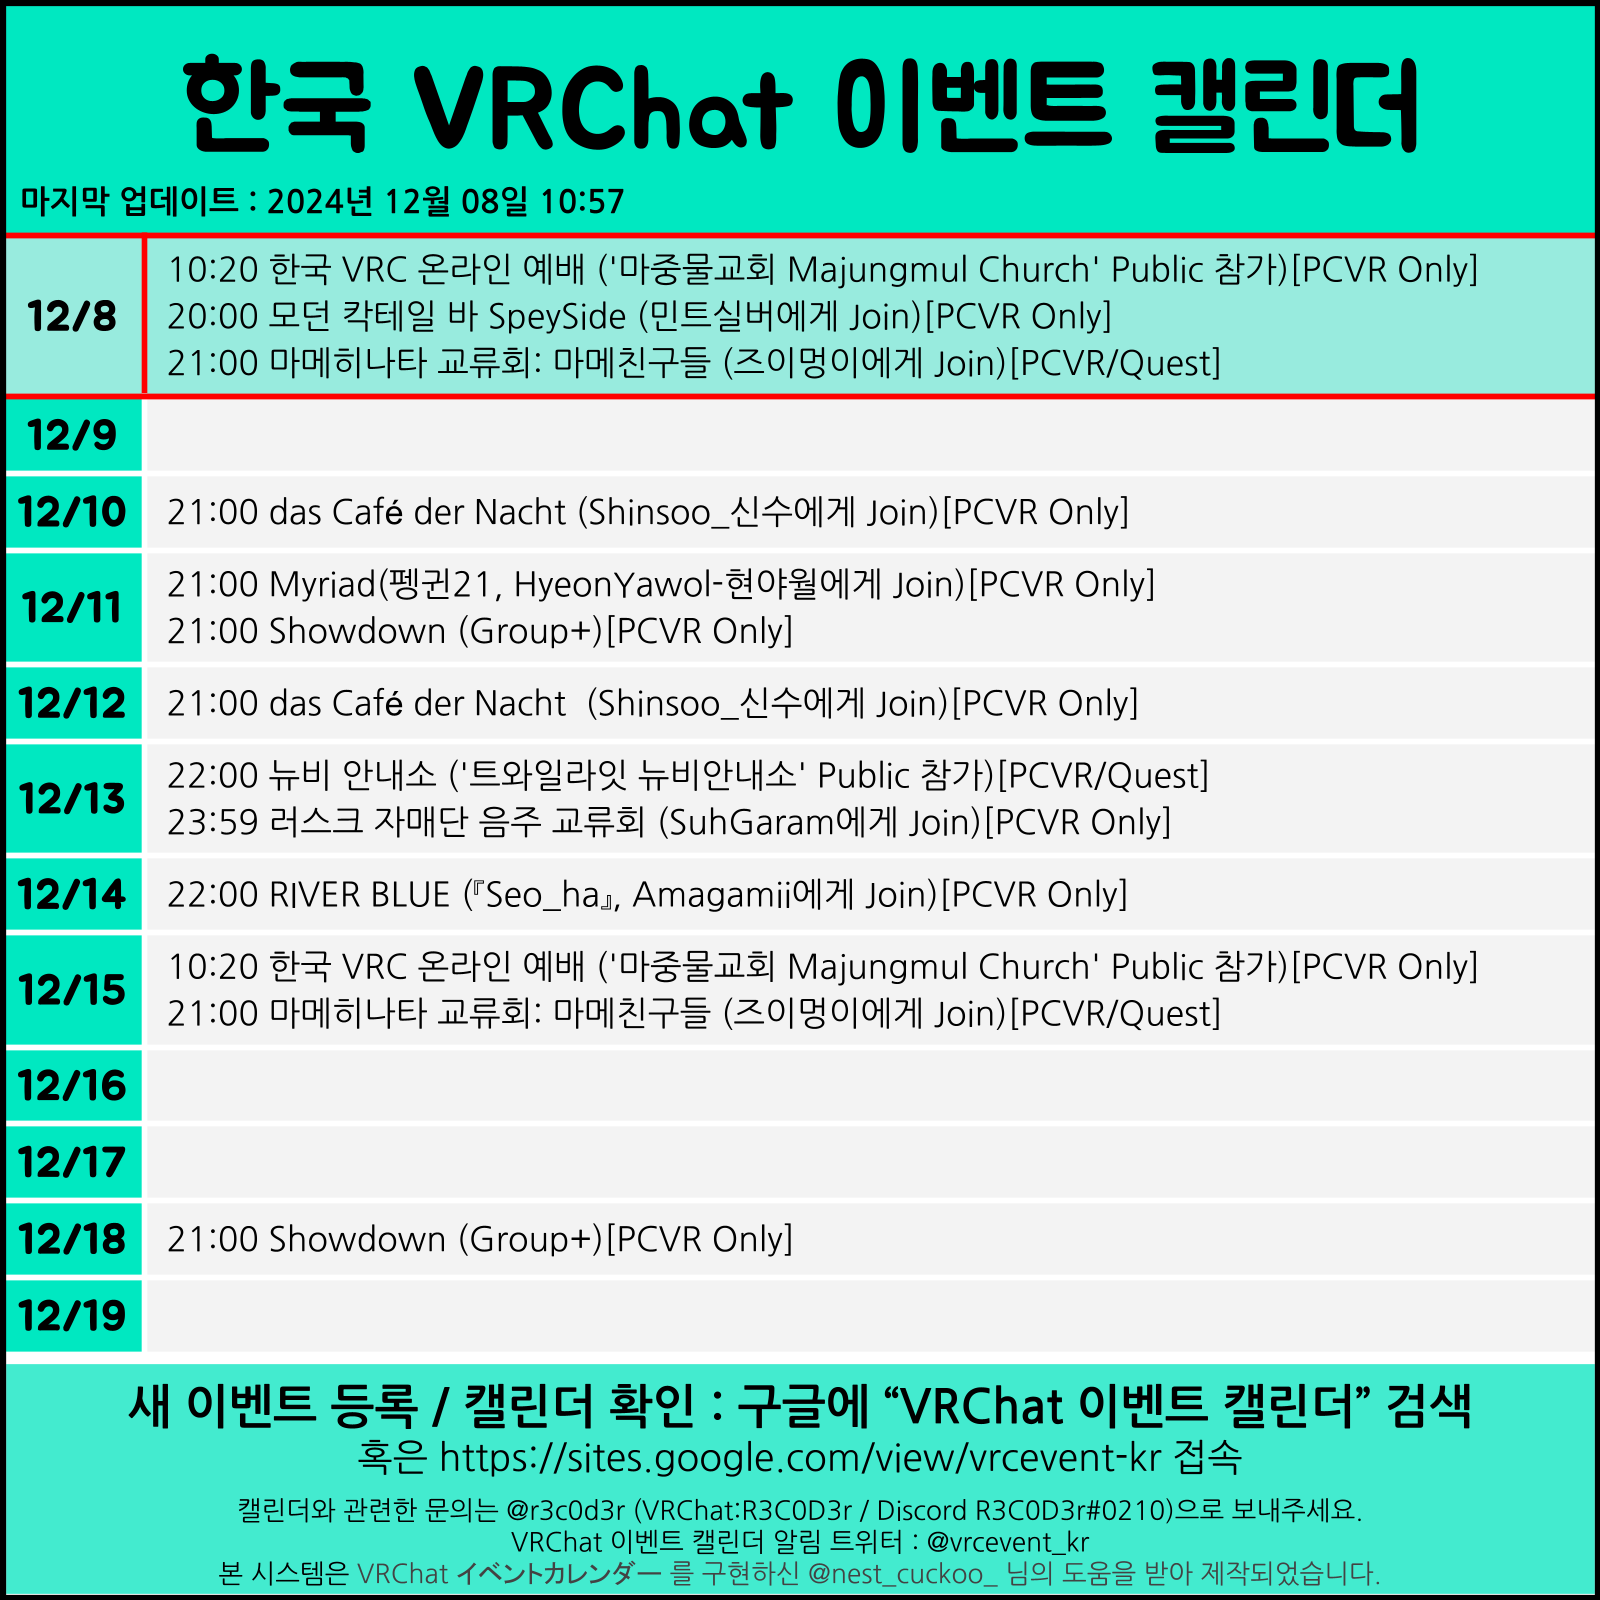 한국 VRChat 이벤트 캘린더
마지막 업데이트 : 2024년 12월 08일 10:57
12/8
10:20 한국 VRC 온라인 예배 ('마중물교회 Majungmul Church' Public 참가)[PCVR Only]
20:00 모던 칵테일 바 SpeySide (민트실버에게 Join)[PCVR Only]
21:00 마메히나타 교류회: 마메친구들 (즈이멍이에게 Join)[PCVR/Quest]
12/9
12/10
21:00 das Café der Nacht (Shinsoo_신수에게 Join)[PCVR Only]
12/11
21:00 Myriad(펭귄21, HyeonYawol-현야월에게 Join)[PCVR Only]
21:00 Showdown (Group+)[PCVR Only]
12/12
21:00 das Café der Nacht  (Shinsoo_신수에게 Join)[PCVR Only]
12/13
22:00 뉴비 안내소 ('트와일라잇 뉴비안내소' Public 참가)[PCVR/Quest]
23:59 러스크 자매단 음주 교류회 (SuhGaram에게 Join)[PCVR Only]
12/14
22:00 RIVER BLUE (『Seo_ha』, Amagamii에게 Join)[PCVR Only]
12/15
10:20 한국 VRC 온라인 예배 ('마중물교회 Majungmul Church' Public 참가)[PCVR Only]
21:00 마메히나타 교류회: 마메친구들 (즈이멍이에게 Join)[PCVR/Quest]
12/16
12/17
12/18
21:00 Showdown (Group+)[PCVR Only]
12/19
새 이벤트 등록 / 캘린더 확인 : 구글에 “VRChat 이벤트 캘린더” 검색
혹은 https://sites.google.com/view/vrcevent-kr 접속
캘린더와 관련한 문의는 @r3c0d3r (VRChat:R3C0D3r / Discord R3C0D3r#0210)으로 보내주세요.
VRChat 이벤트 캘린더 알림 트위터 : @vrcevent_kr
본 시스템은 VRChat イベントカレンダー 를 구현하신 @nest_cuckoo_ 님의 도움을 받아 제작되었습니다.